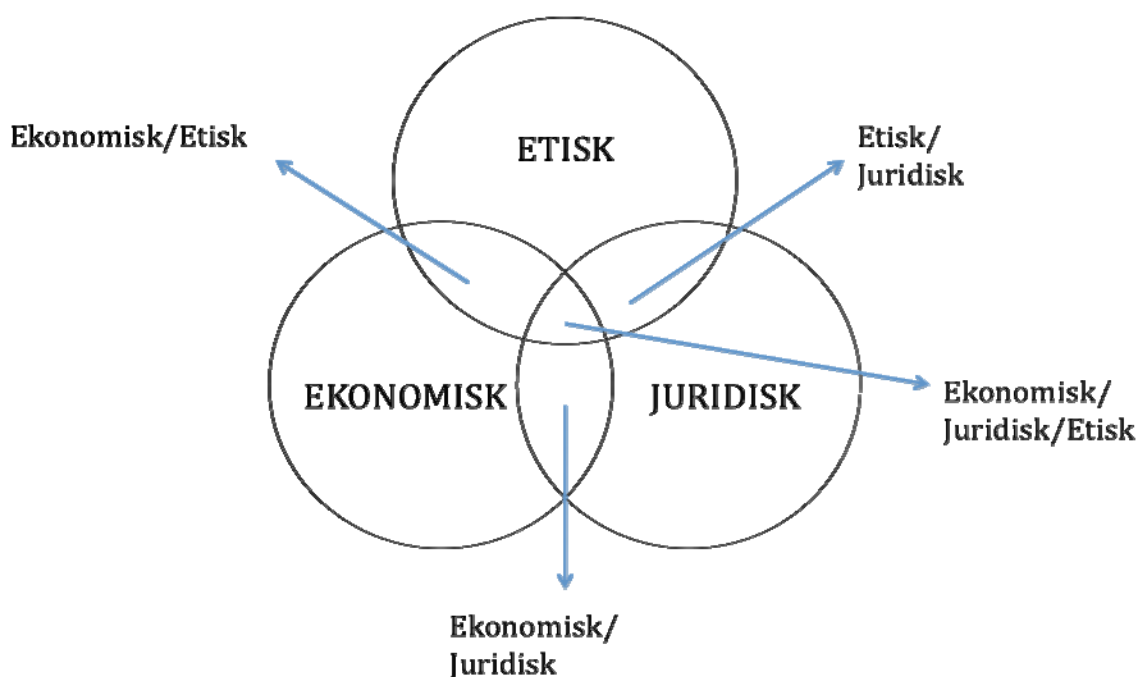 ETISK
Ekonomisk/Etisk
Etisk/
Juridisk
EKONOMISK
JURIDISK
Ekonomisk/
Juridisk/Etisk
Ekonomisk/
Juridisk